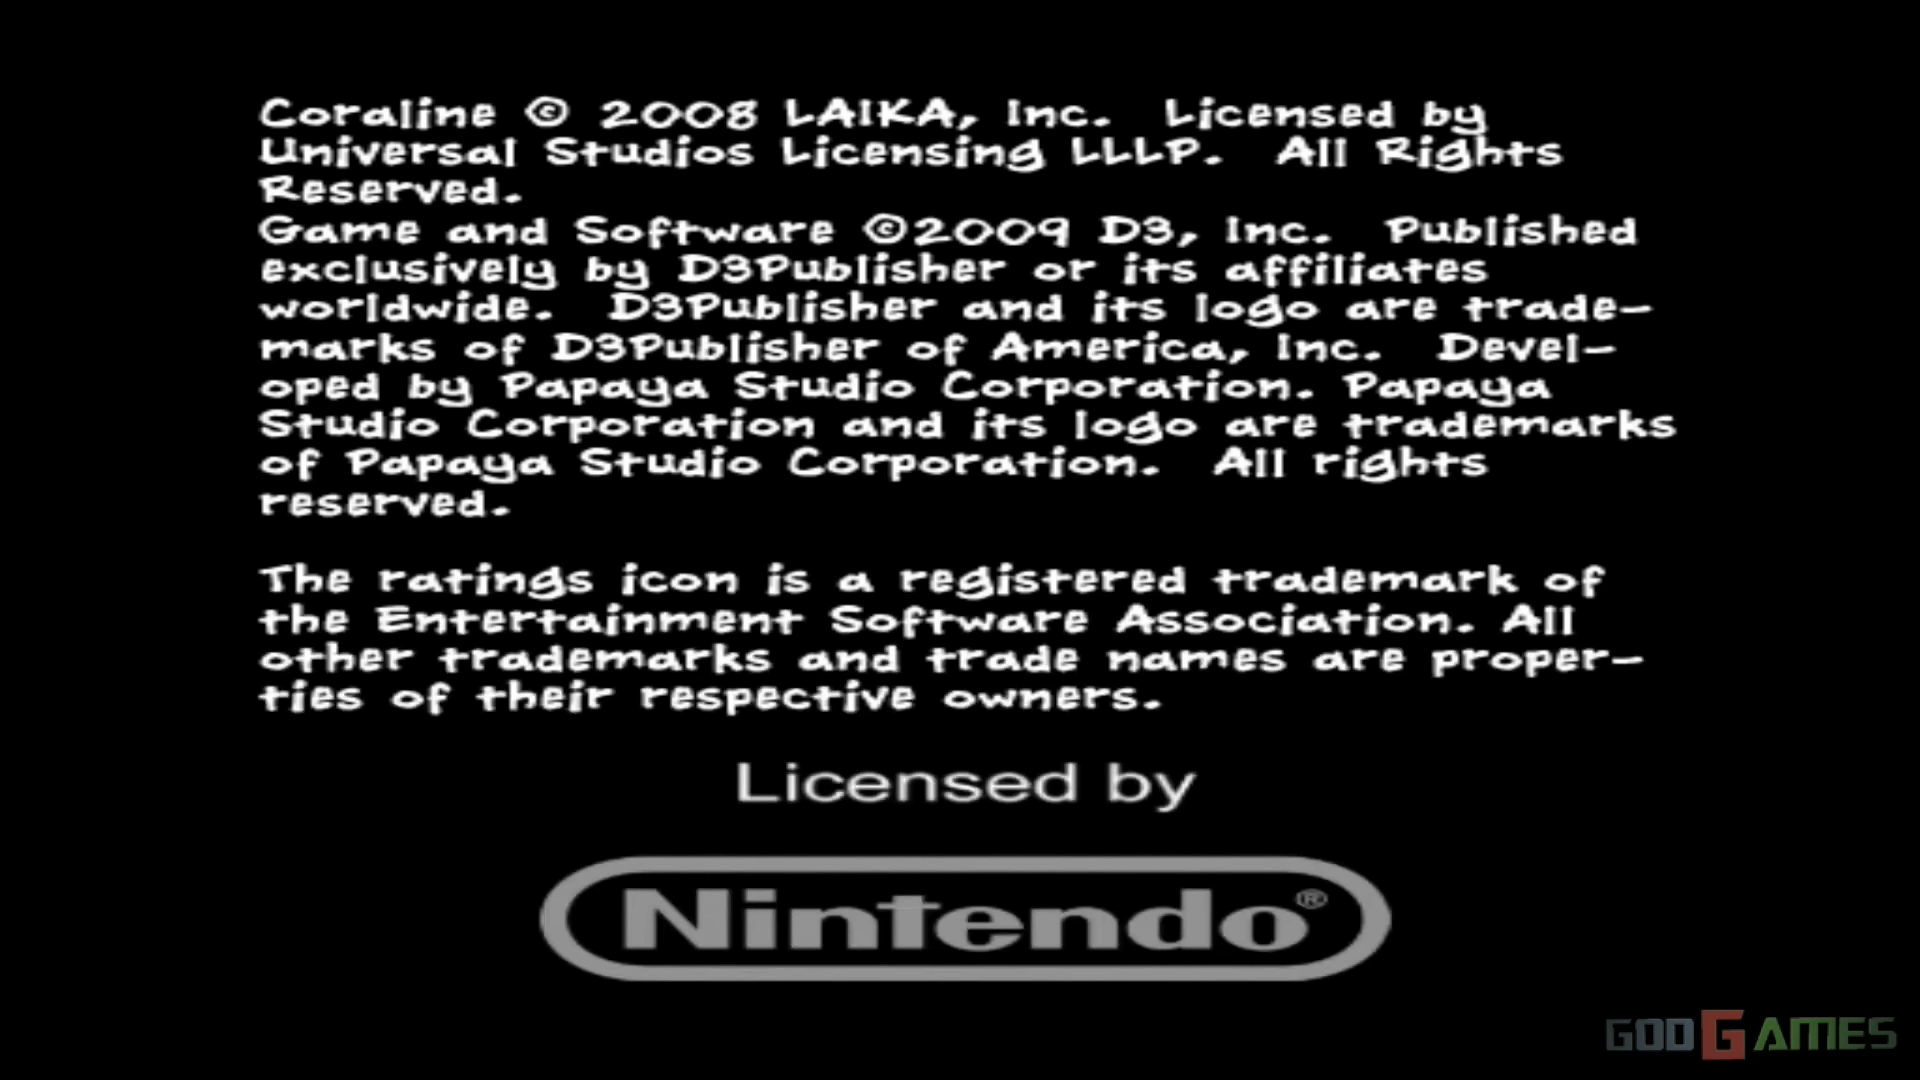 Coraline © 2008 LAIKA, Inc.  Licensed by
Universal Studios Licensing LLLP.  All Rights
Reserved.
Game and Software ©2009 D3, Inc.  Published
exclusively by D3Publisher or its affiliates
worldwide.  D3Publisher and its logo are trade-
marks of D3Publisher of America, Inc.  Devel-
oped by Papaya Studio Corporation. Papaya
Studio Corporation and its logo are trademarks
of Papaya Studio Corporation.  All rights
reserved.
The ratings icon is a registered trademark of
the Entertainment Software Association. All
other trademarks and trade names are proper-
ties of their respective owners.
Licensed by
Nintendo®
GODGAMES